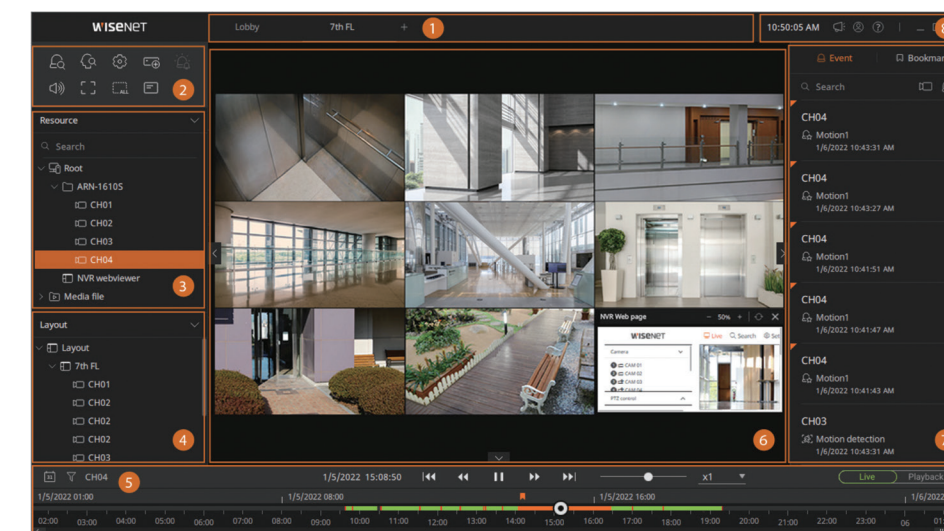 WISENET
Lobby
7th FL
+
1
10:50:05 AM
8
ALL
2
Event
Bookmar
Search
Resource
Search
Root
ARN-1610S
CH01
CH02
CH03
CH04
NVR webviewer
Media file
3
Layout
Layout
7th FL
CH01
CH02
CH02
CH02
CH03
4
NVR Web page
- 50% +
WISENET
Live
Search
Set
Camera
CAM 01
CAM 02
CAM 03
CAM 04
PTZ control
6
CH04
Motion1
1/6/2022 10:43:31 AM
CH04
Motion1
1/6/2022 10:43:27 AM
CH04
Motion1
1/6/2022 10:41:51 AM
CH04
Motion1
1/6/2022 10:41:47 AM
CH04
Motion1
1/6/2022 10:41:43 AM
CH03
Motion detection
1/6/2022 10:43:31 AM
7
CH04
5
1/5/2022 15:08:50
x1
Live
Playback
1/5/2022 01:00
1/5/2022 08:00
1/5/2022 16:00
1/6/2022
02:00 03:00 04:00 05:00 06:00 07:00 08:00 09:00 10:00 11:00 12:00 13:00 14:00 15:00 16:00 17:00 18:00 19:00 20:00 21:00 22:00 23:00 06